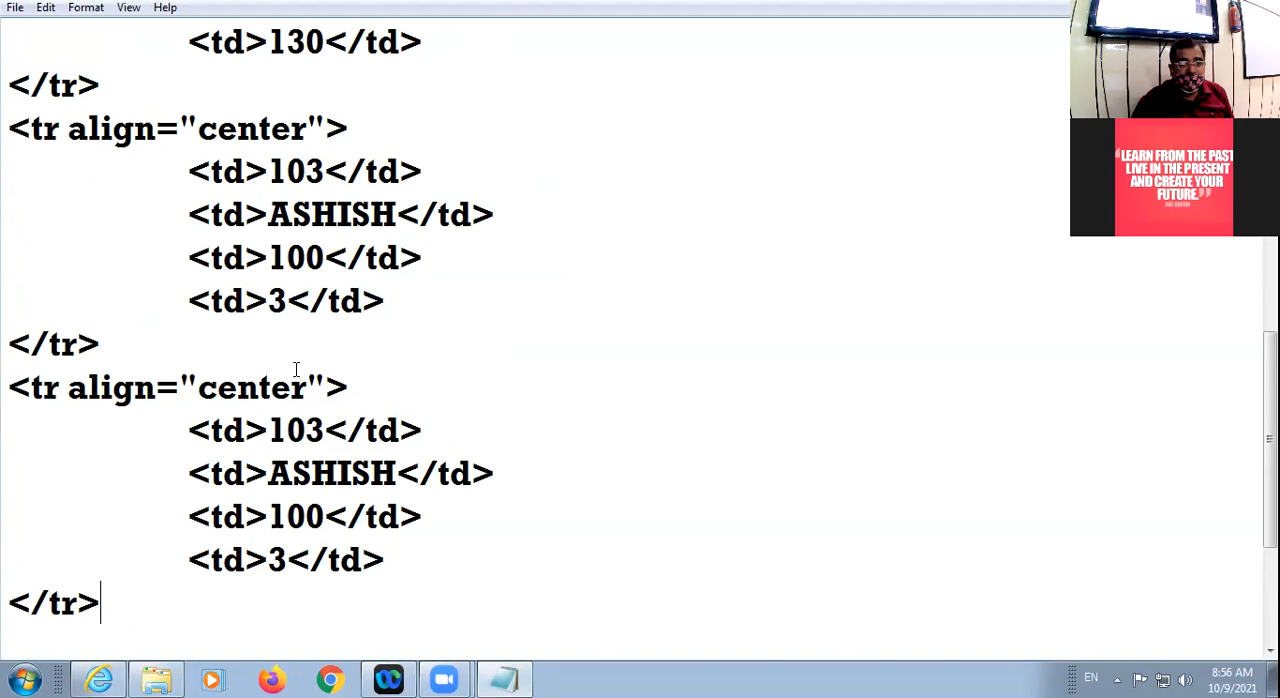 File Edit Format View Help
<td>130</td>
</tr>
<tr align="center">
<td>103</td>
<td>ASHISH</td>
<td>100</td>
<td>3</td>
</tr>
<tr align="center">
<td>103</td>
<td>ASHISH</td>
<td>100</td>
<td>3</td>
</tr>
“LEARN FROM THE PAST
LIVE IN THE PRESENT
AND CREATE YOUR
FUTURE.”
EN
8:56 AM
10/9/2021